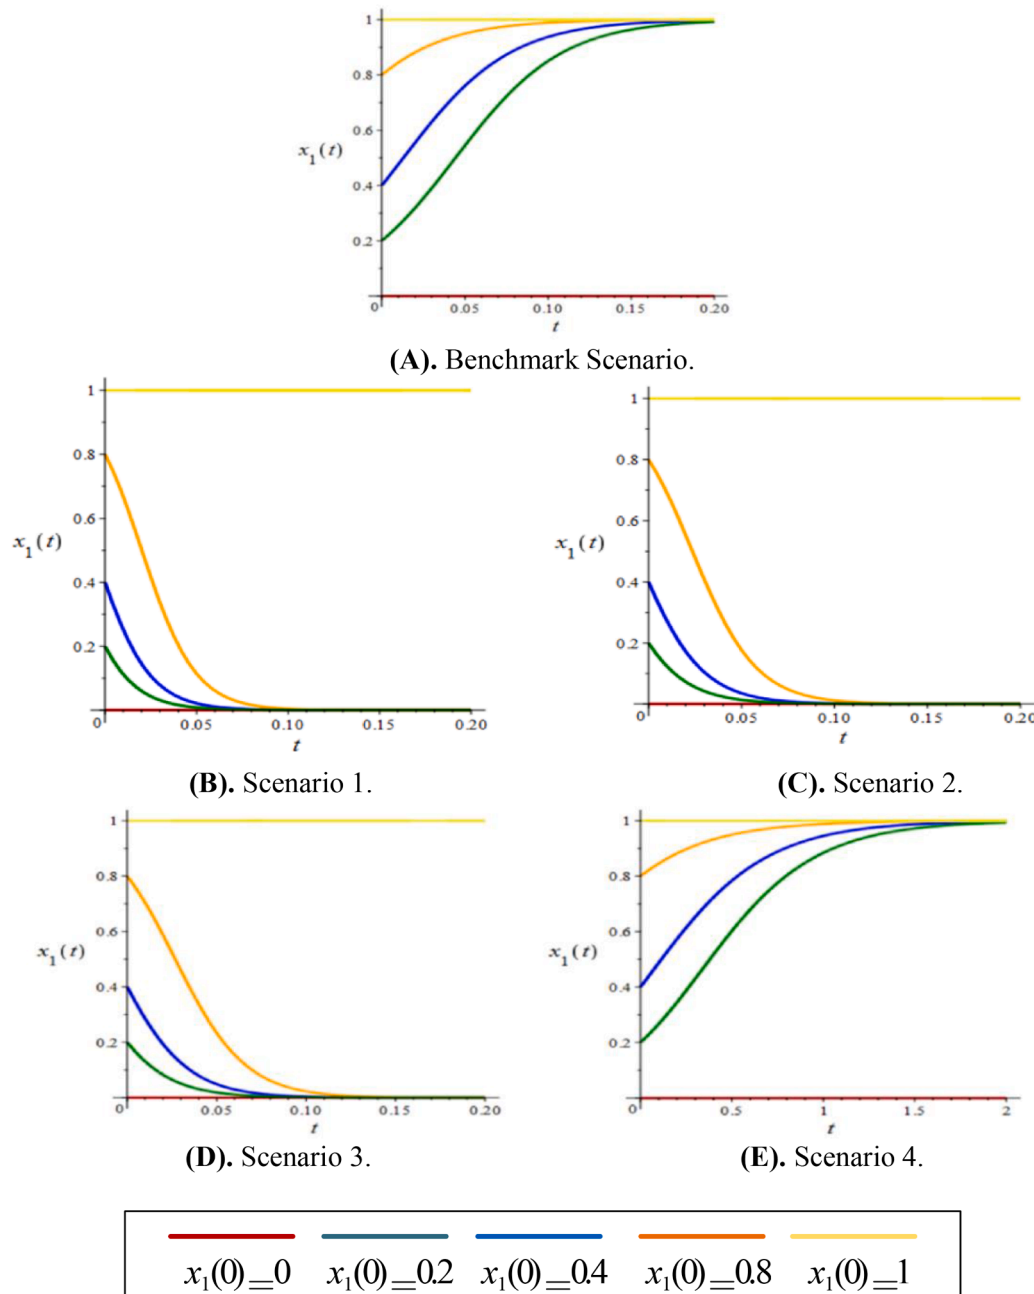 1
0.8
0.6
x₁(t)
0.4
0.2
0 0.05 0.10 0.15 0.20
t
(A). Benchmark Scenario.
1
0.8
0.6
x₁(t)
0.4
0.2
0 0.05 0.10 0.15 0.20
t
(B). Scenario 1.
1
0.8
0.6
x₁(t)
0.4
0.2
0 0.05 0.10 0.15 0.20
t
(C). Scenario 2.
1
0.8
0.6
x₁(t)
0.4
0.2
0 0.05 0.10 0.15 0.20
t
(D). Scenario 3.
1
0.8
0.6
x₁(t)
0.4
0.2
0 0.5 1 1.5 2
t
(E). Scenario 4.
x₁(0)=0 x₁(0)=0.2 x₁(0)=0.4 x₁(0)=0.8 x₁(0)=1